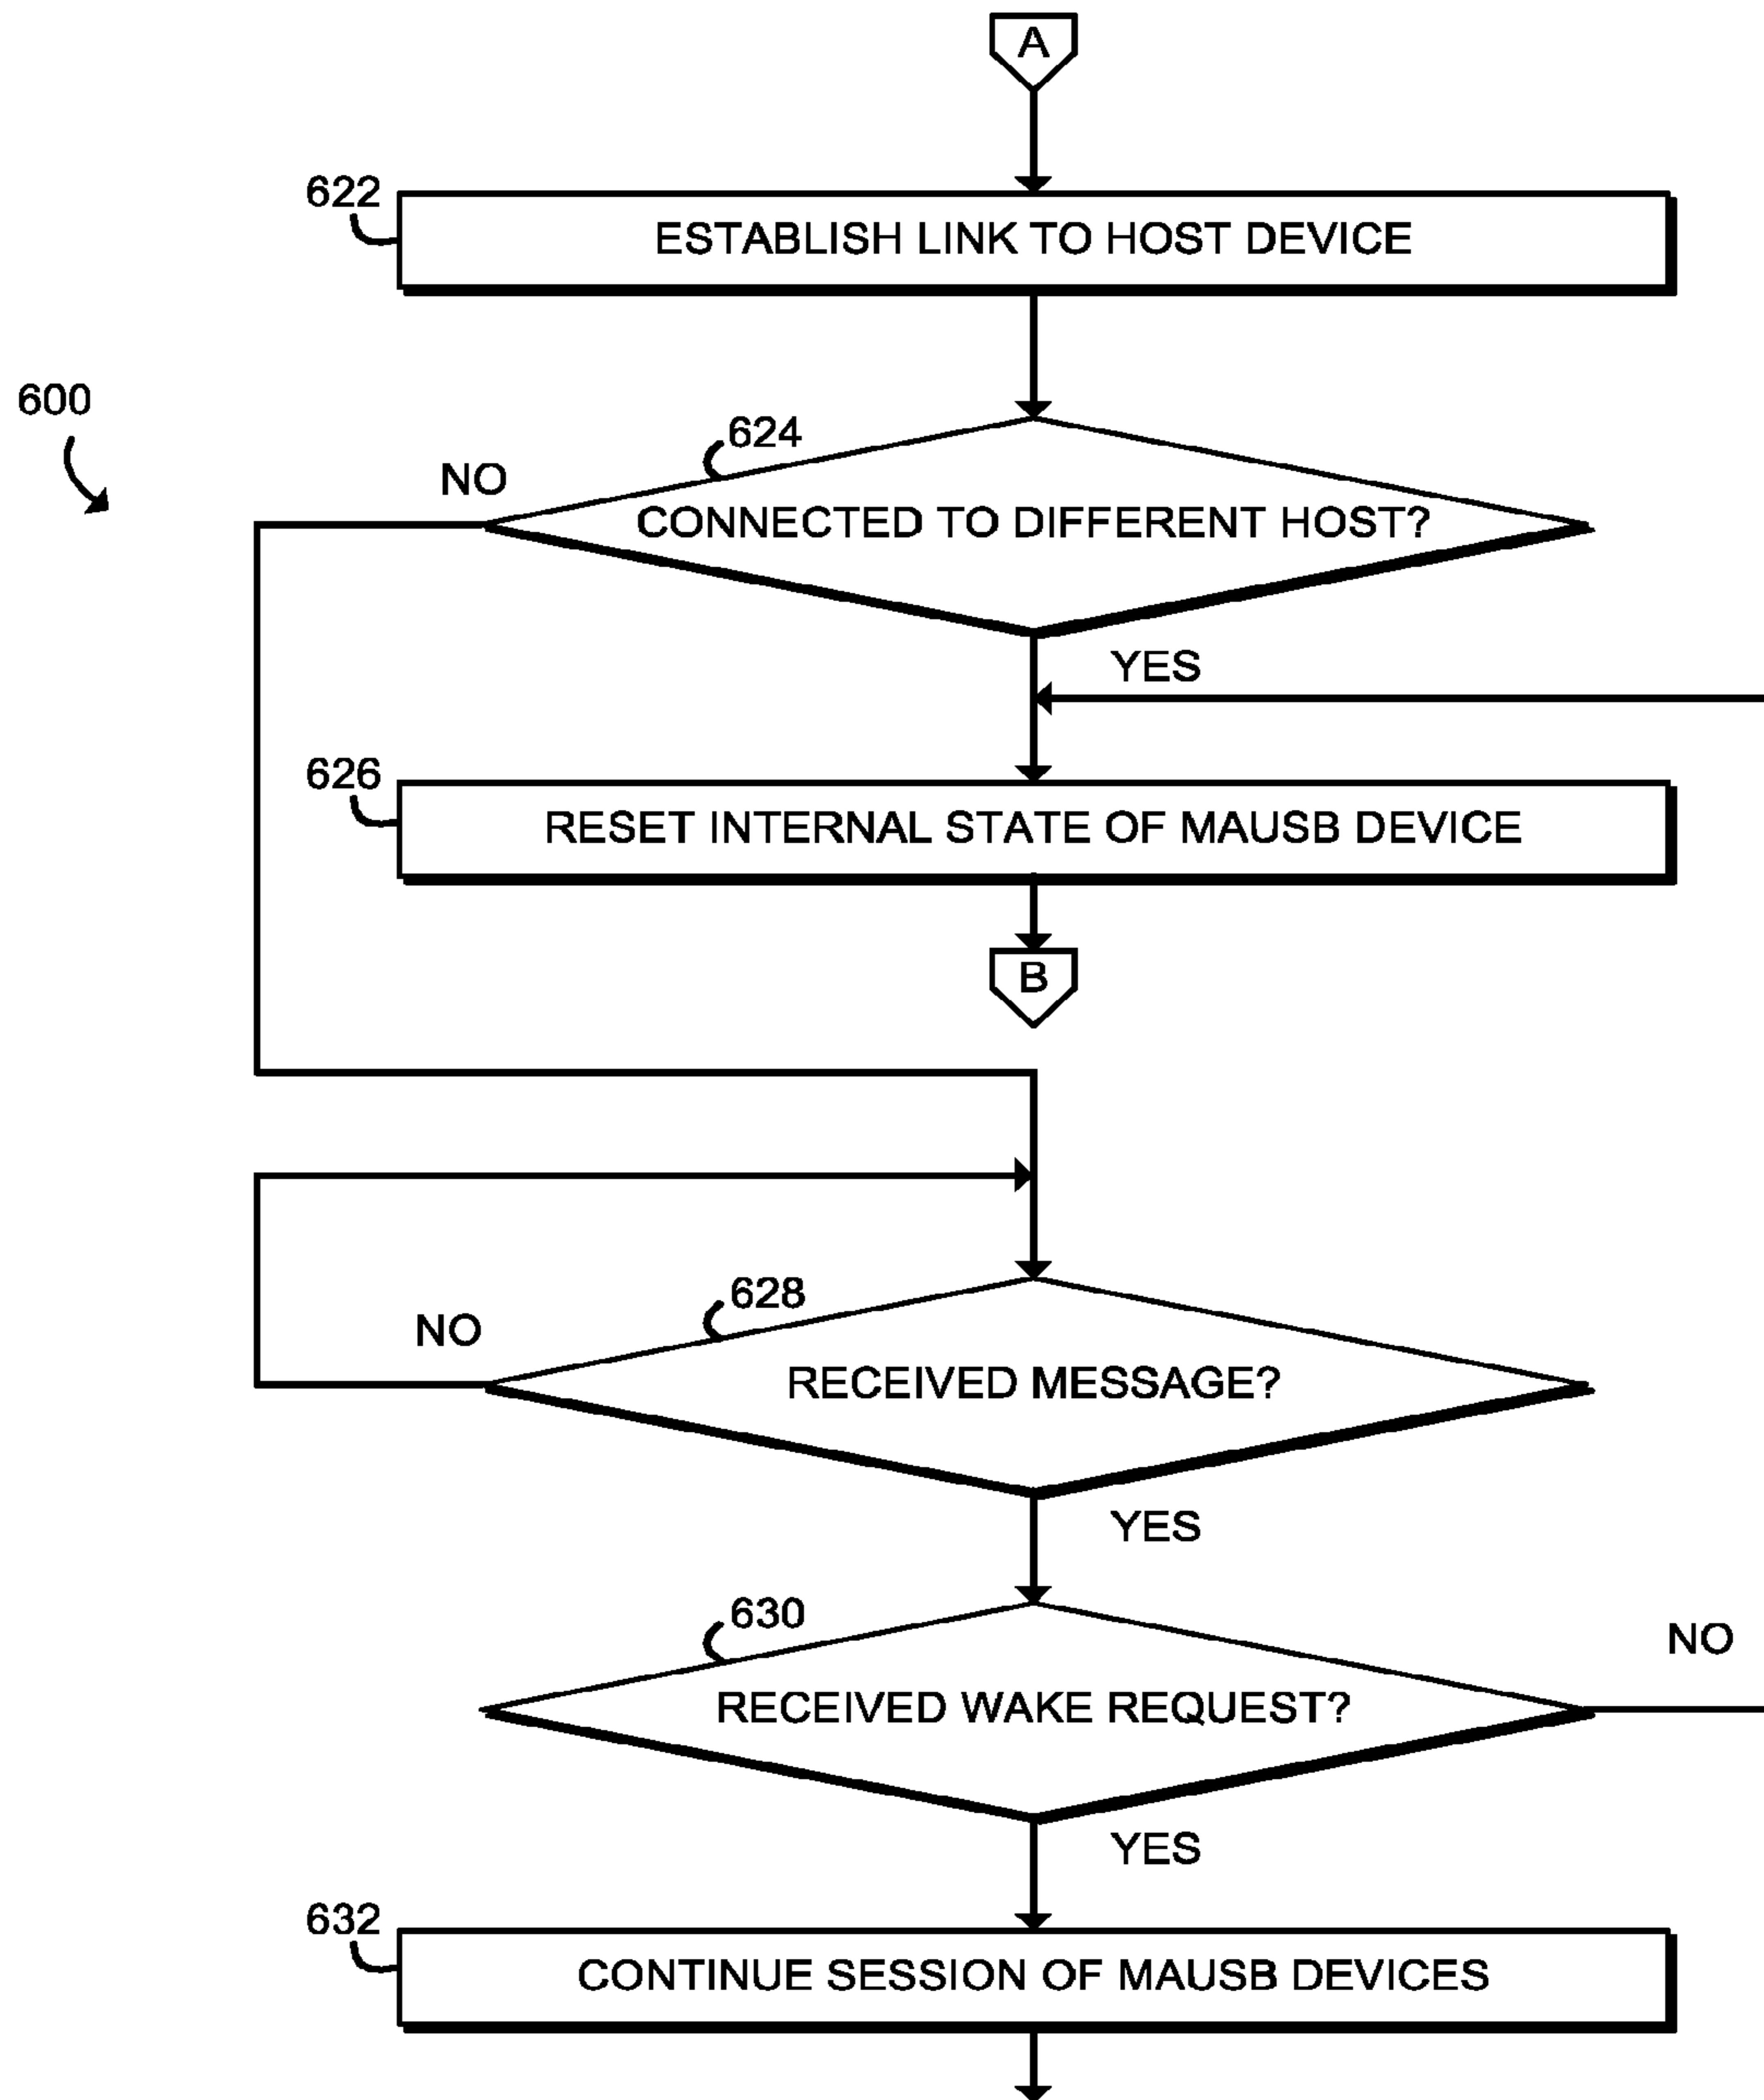 A
622
ESTABLISH LINK TO HOST DEVICE
600
624
NO
CONNECTED TO DIFFERENT HOST?
YES
626
RESET INTERNAL STATE OF MAUSB DEVICE
B
628
NO
RECEIVED MESSAGE?
YES
630
NO
RECEIVED WAKE REQUEST?
YES
632
CONTINUE SESSION OF MAUSB DEVICES